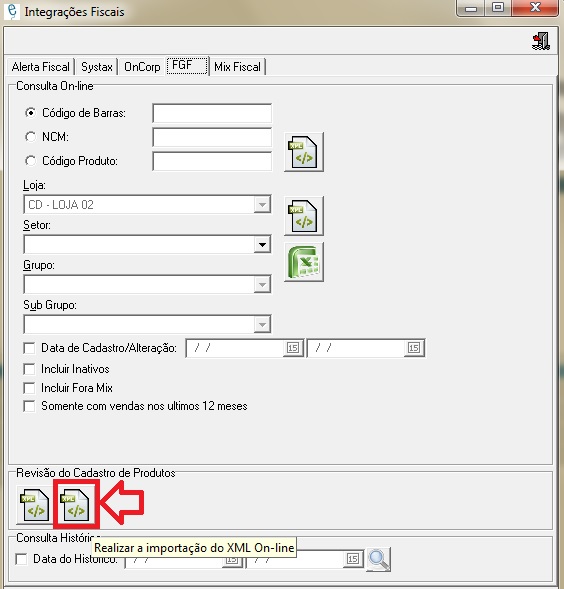 Integrações Fiscais
Alerta Fiscal Systax OnCorp FGF Mix Fiscal
Consulta On-line
Código de Barras:
NCM:
Código Produto:
XML
Loja:
CD - LOJA 02
XML
Setor:
Grupo:
Sub Grupo:
Data de Cadastro/Alteração: / / 15 / / 15
Incluir Inativos
Incluir Fora Mix
Somente com vendas nos ultimos 12 meses
Revisão do Cadastro de Produtos
XML XML
Consulta Histórico
Realizar a importação do XML On-line
Data do Histórico: / / 15 / / 15